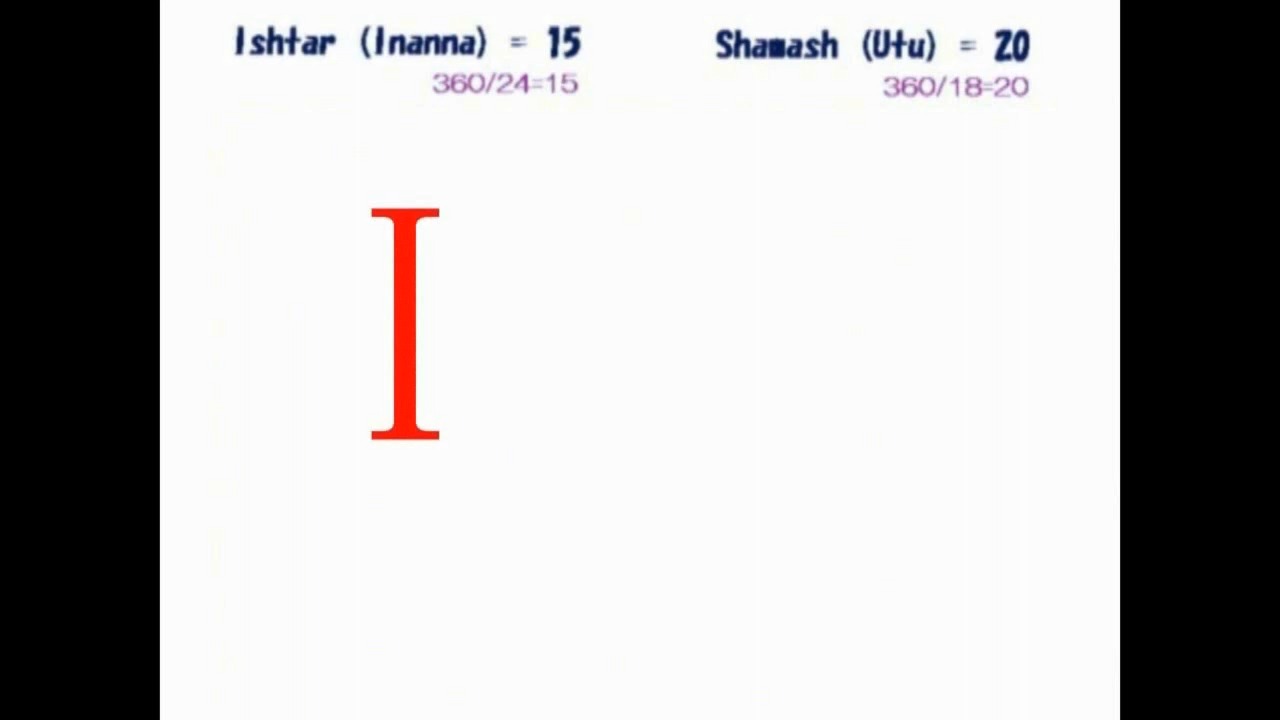 Ishtar (Inanna) = 15
360/24=15
Shamash (Utu) = 20
360/18=20
I